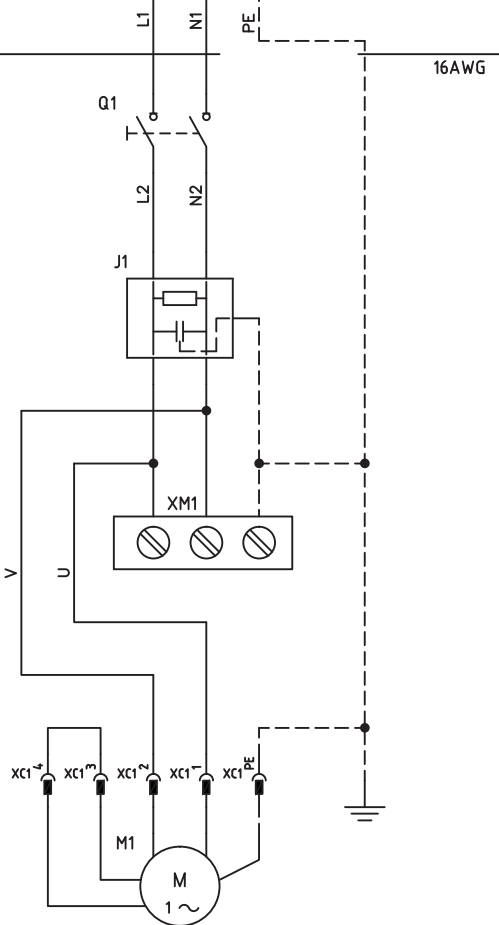 L1
N1
PE
16AWG
Q1
L2
N2
J1
XM1
V
U
XC1 4
XC1 3
XC1 2
XC1 1
XC1 PE
M1
M
1 ~